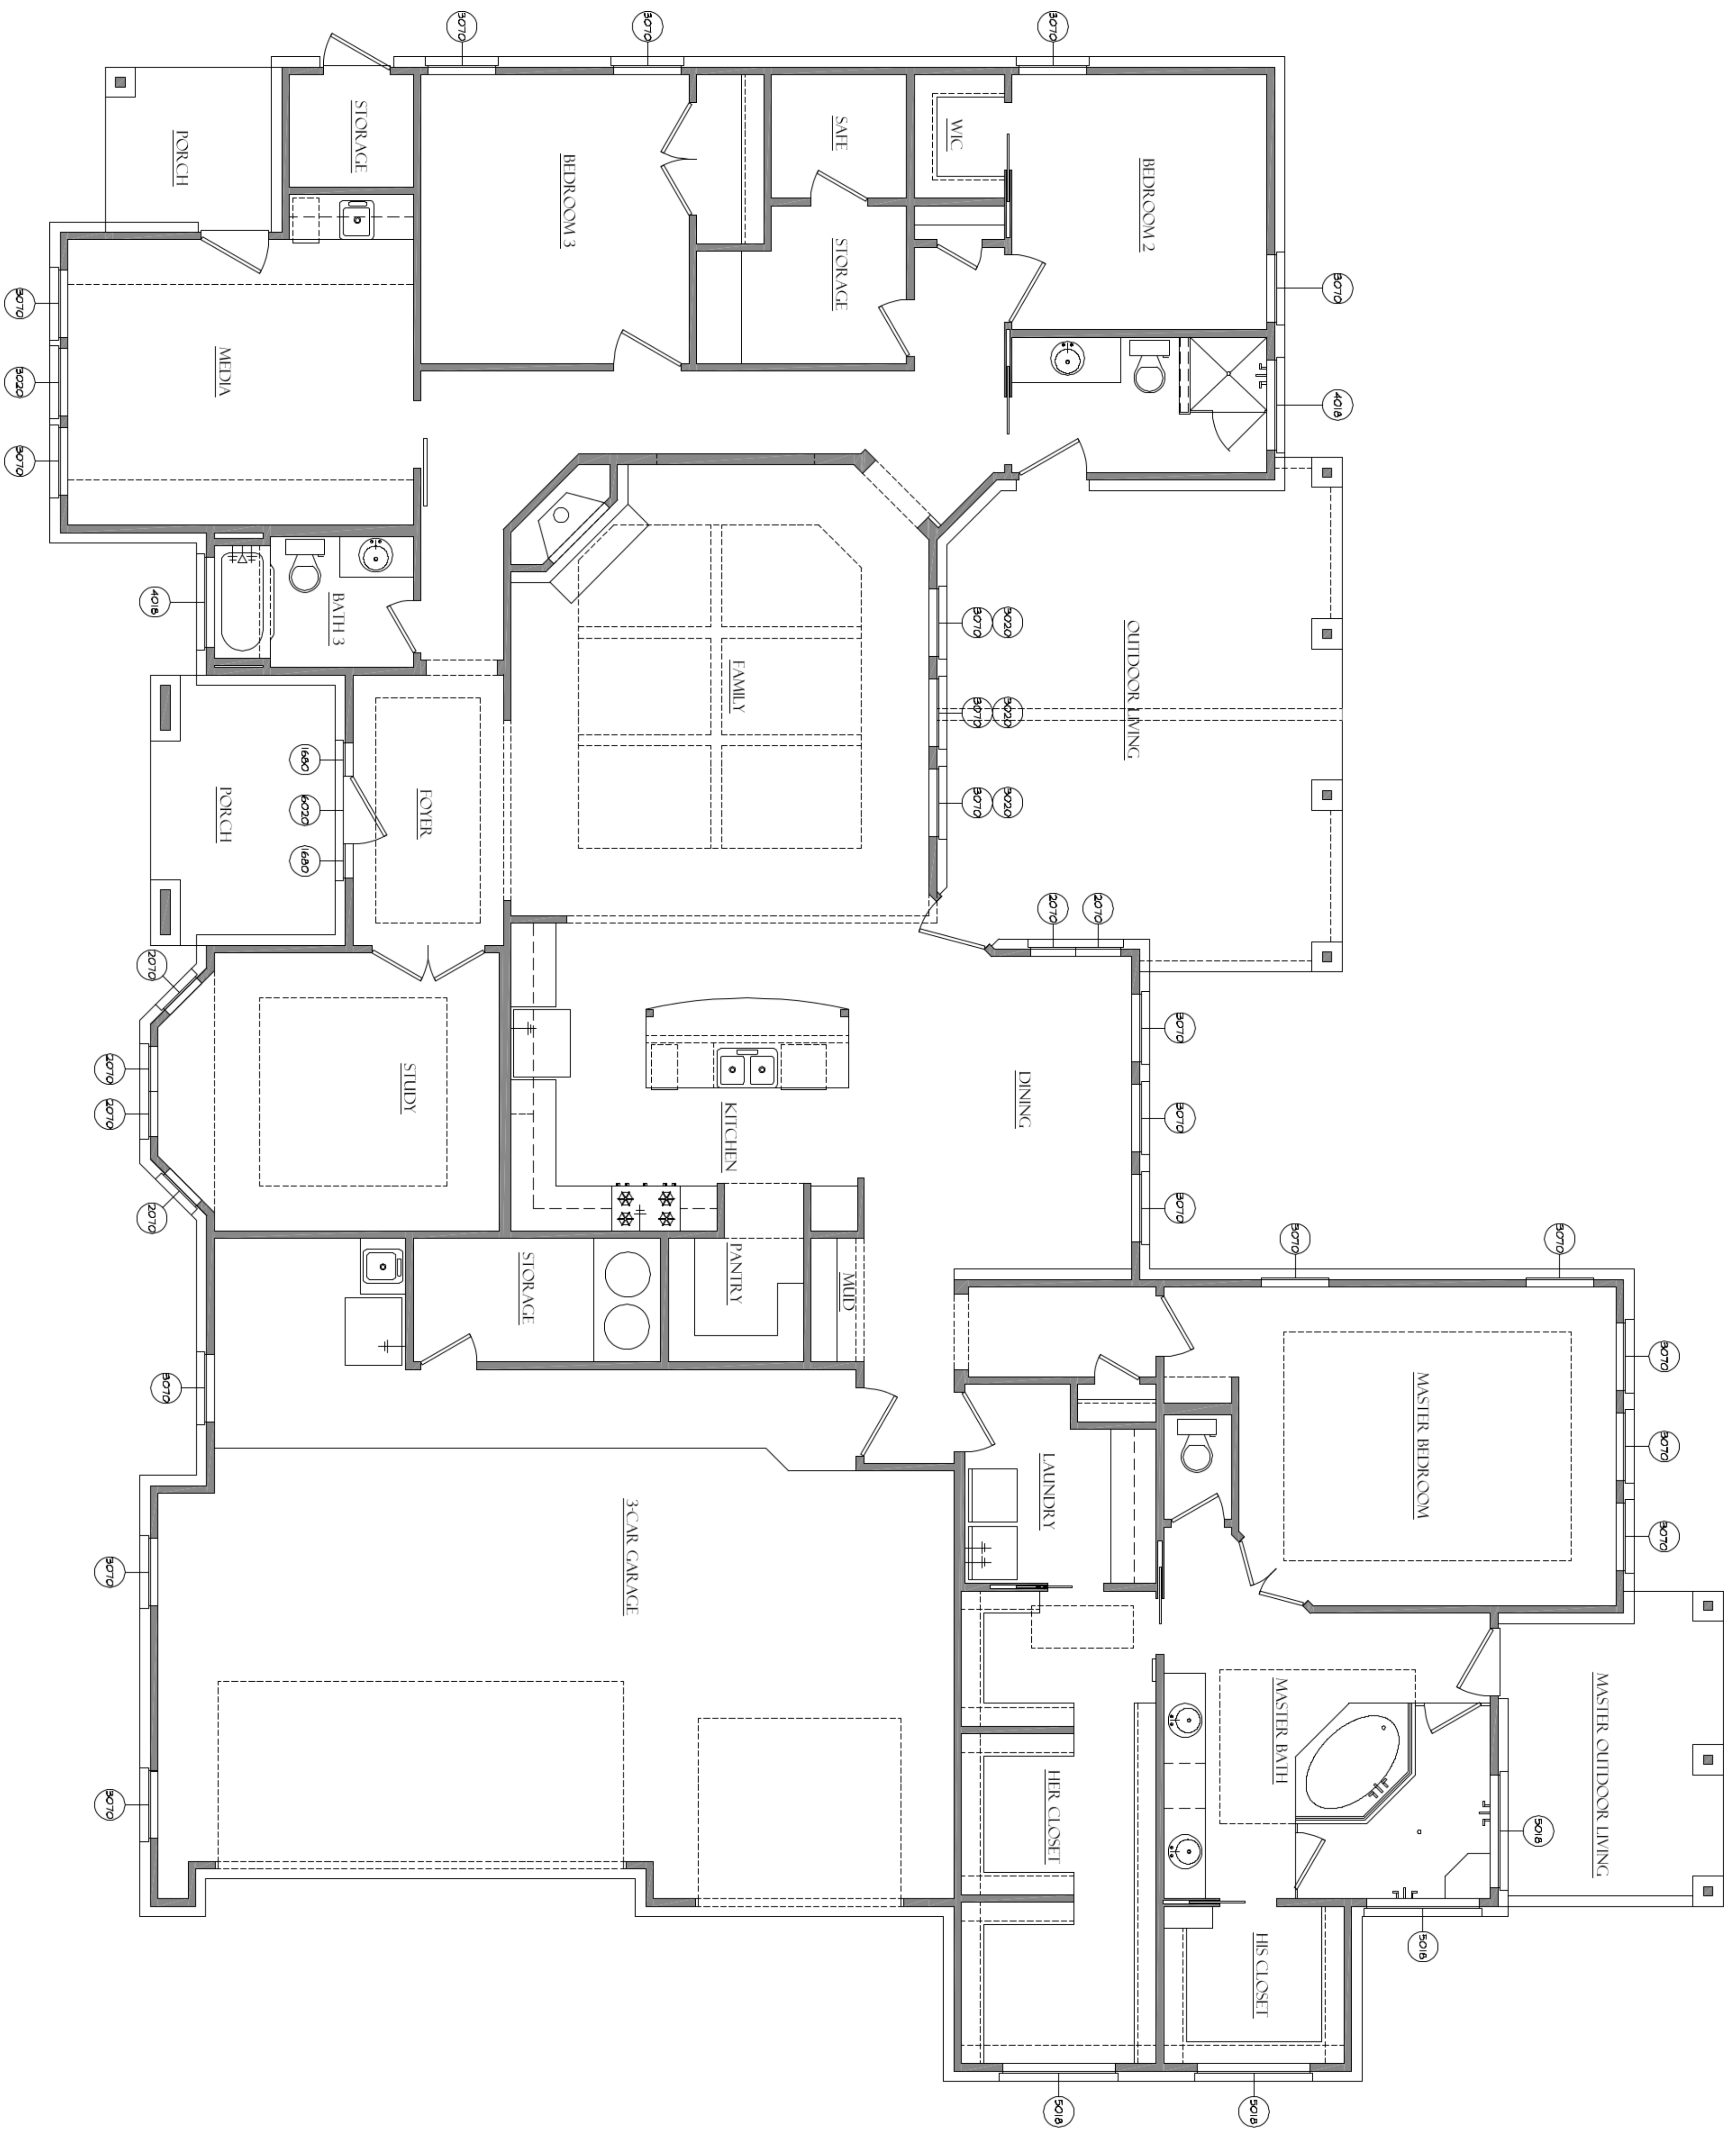 3070
3070
3070
MASTER OUTDOOR LIVING
3070
5018
MASTER BEDROOM
5018
3070
4018
3070
MASTER BATH
HIS CLOSET
5018
3070
3070
3070
BEDROOM 2
OUTDOOR LIVING
2070
3070
2070
HER CLOSET
5018
LAUNDRY
DINING
3020
3020
3020
3070
3070
3070
WIC
SAFE
STORAGE
MUD
FAMILY
PANTRY
KITCHEN
3070
3-CAR GARAGE
BEDROOM 3
STORAGE
3070
FOYER
STUDY
STORAGE
BATH 3
1680
6020
1680
MEDIA
PORCH
PORCH
4018
3070
2070
2070
2070
2070
3070
3070
3070
3020
3070